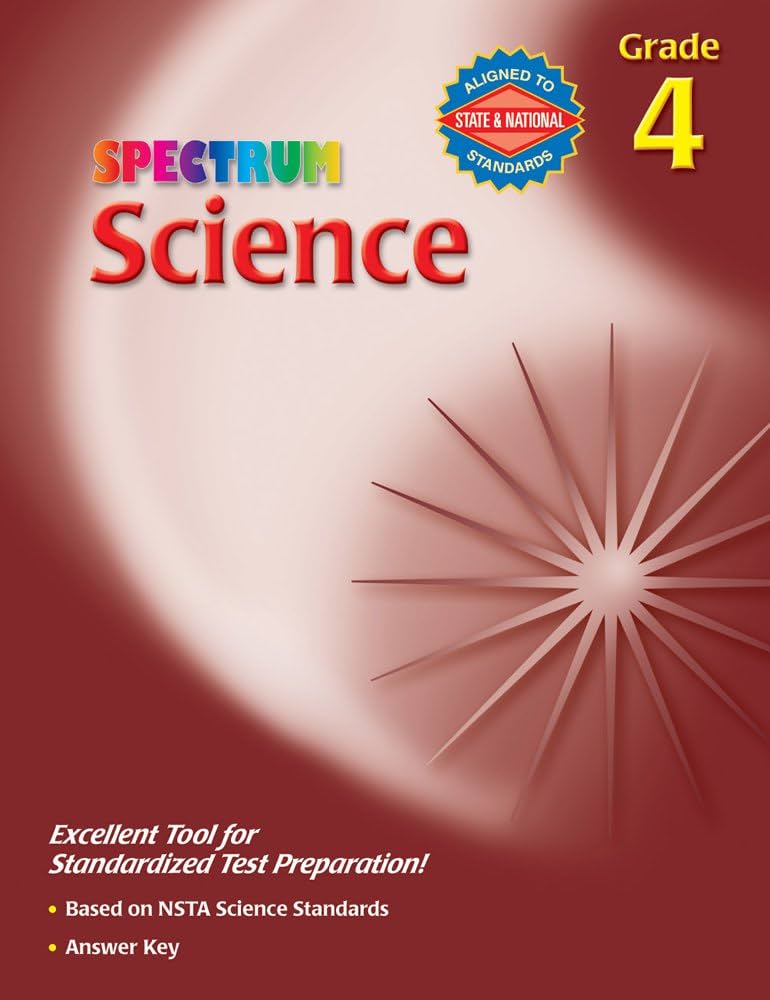 Grade
4
ALIGNED TO
STATE & NATIONAL
STANDARDS
SPECTRUM
Science
Excellent Tool for
Standardized Test Preparation!
• Based on NSTA Science Standards
• Answer Key